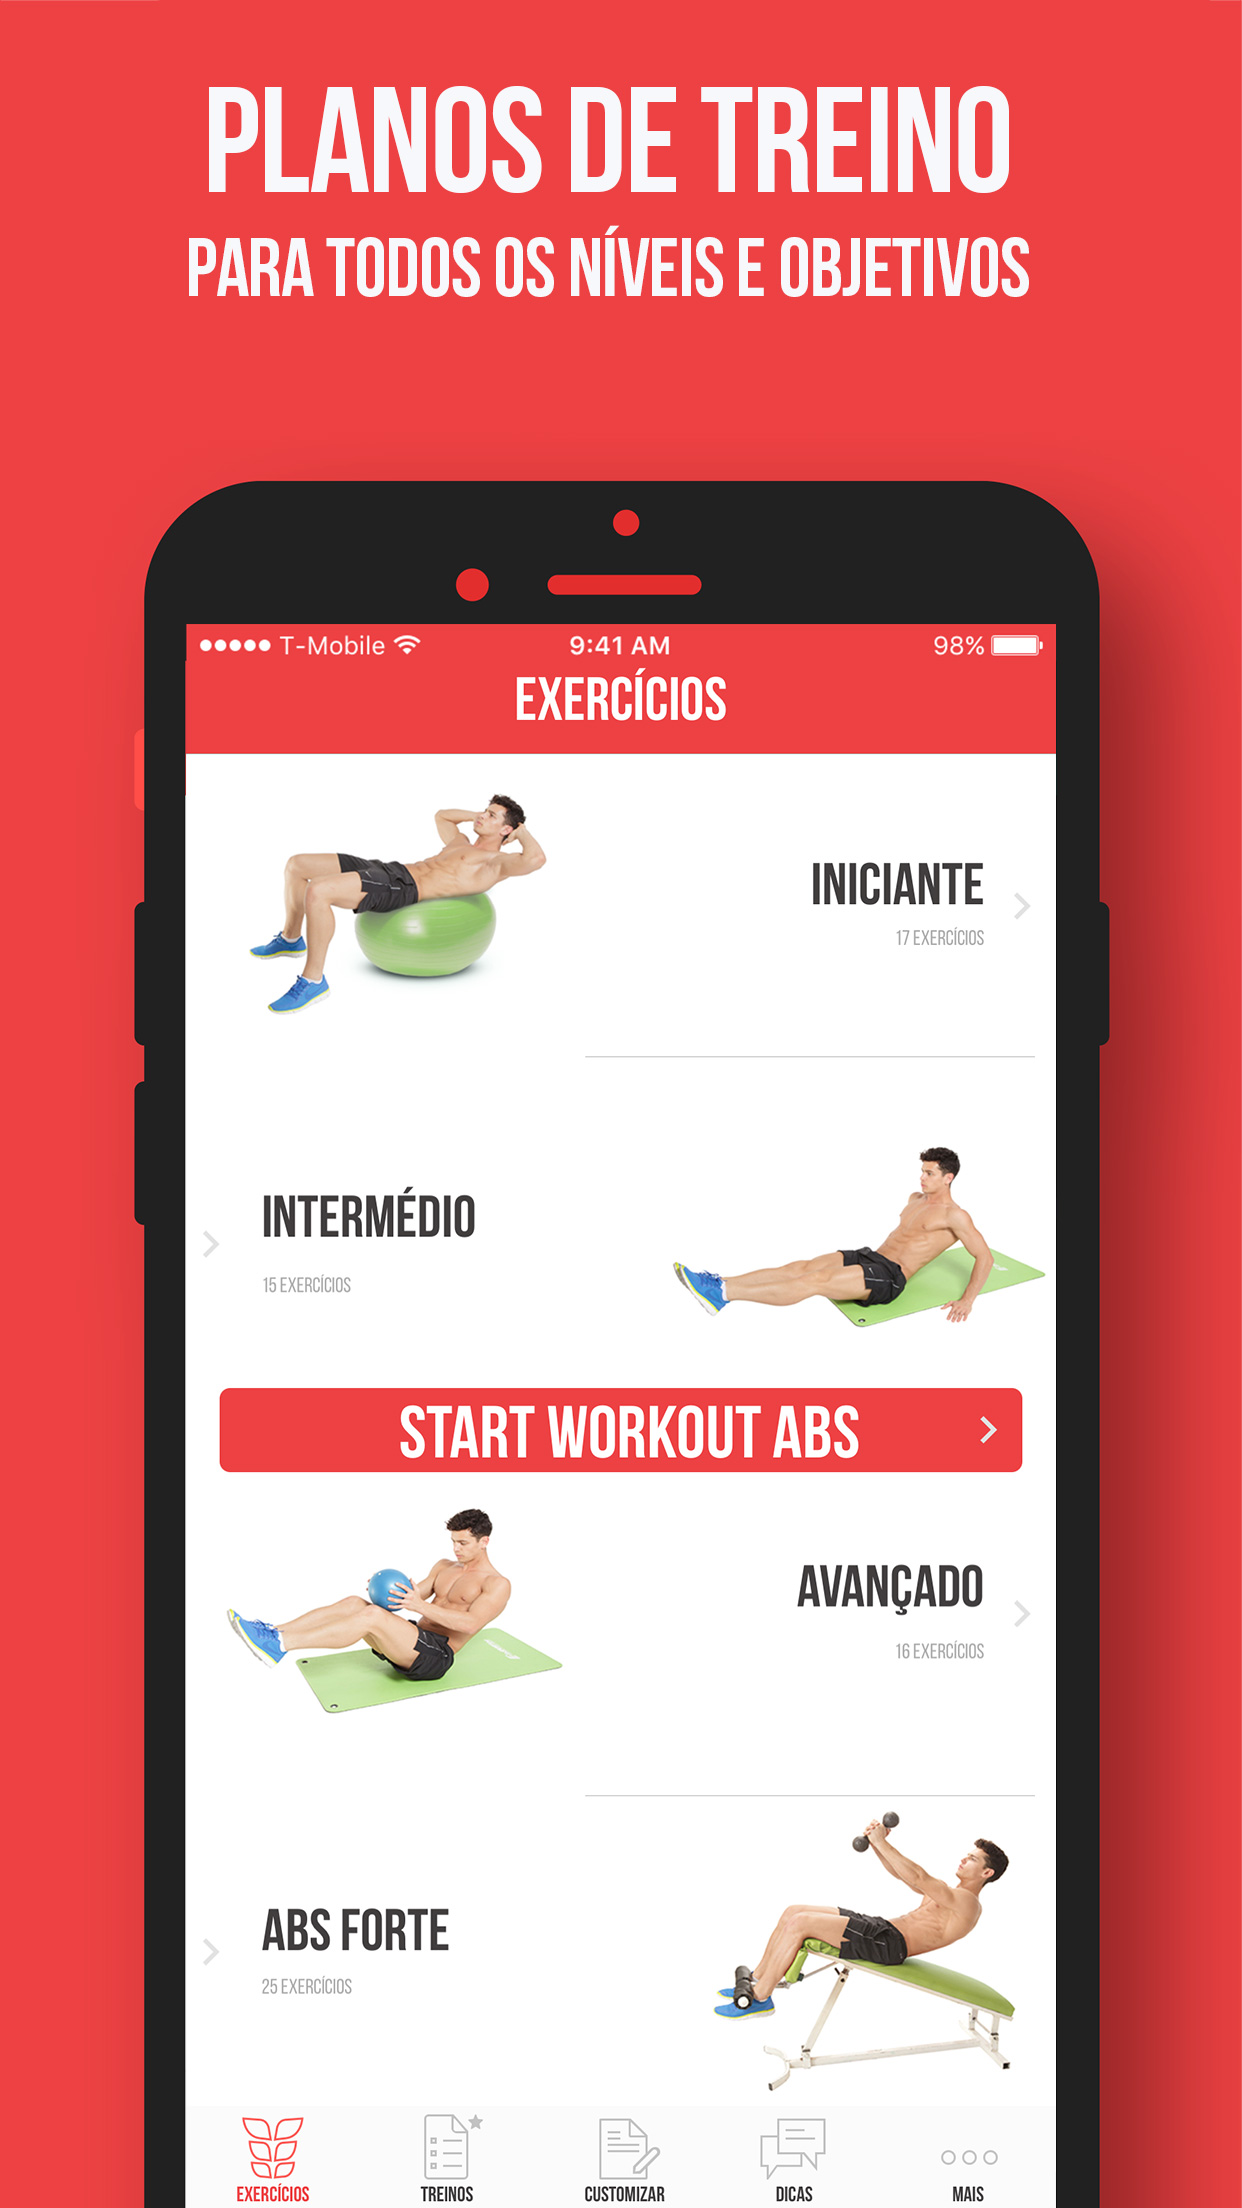 PLANOS DE TREINO
PARA TODOS OS NÍVEIS E OBJETIVOS
T-Mobile 9:41 AM 98%
EXERCÍCIOS
INICIANTE
17 EXERCÍCIOS
INTERMÉDIO
15 EXERCÍCIOS
START WORKOUT ABS
AVANÇADO
16 EXERCÍCIOS
ABS FORTE
25 EXERCÍCIOS
EXERCÍCIOS TREINOS CUSTOMIZAR DICAS MAIS